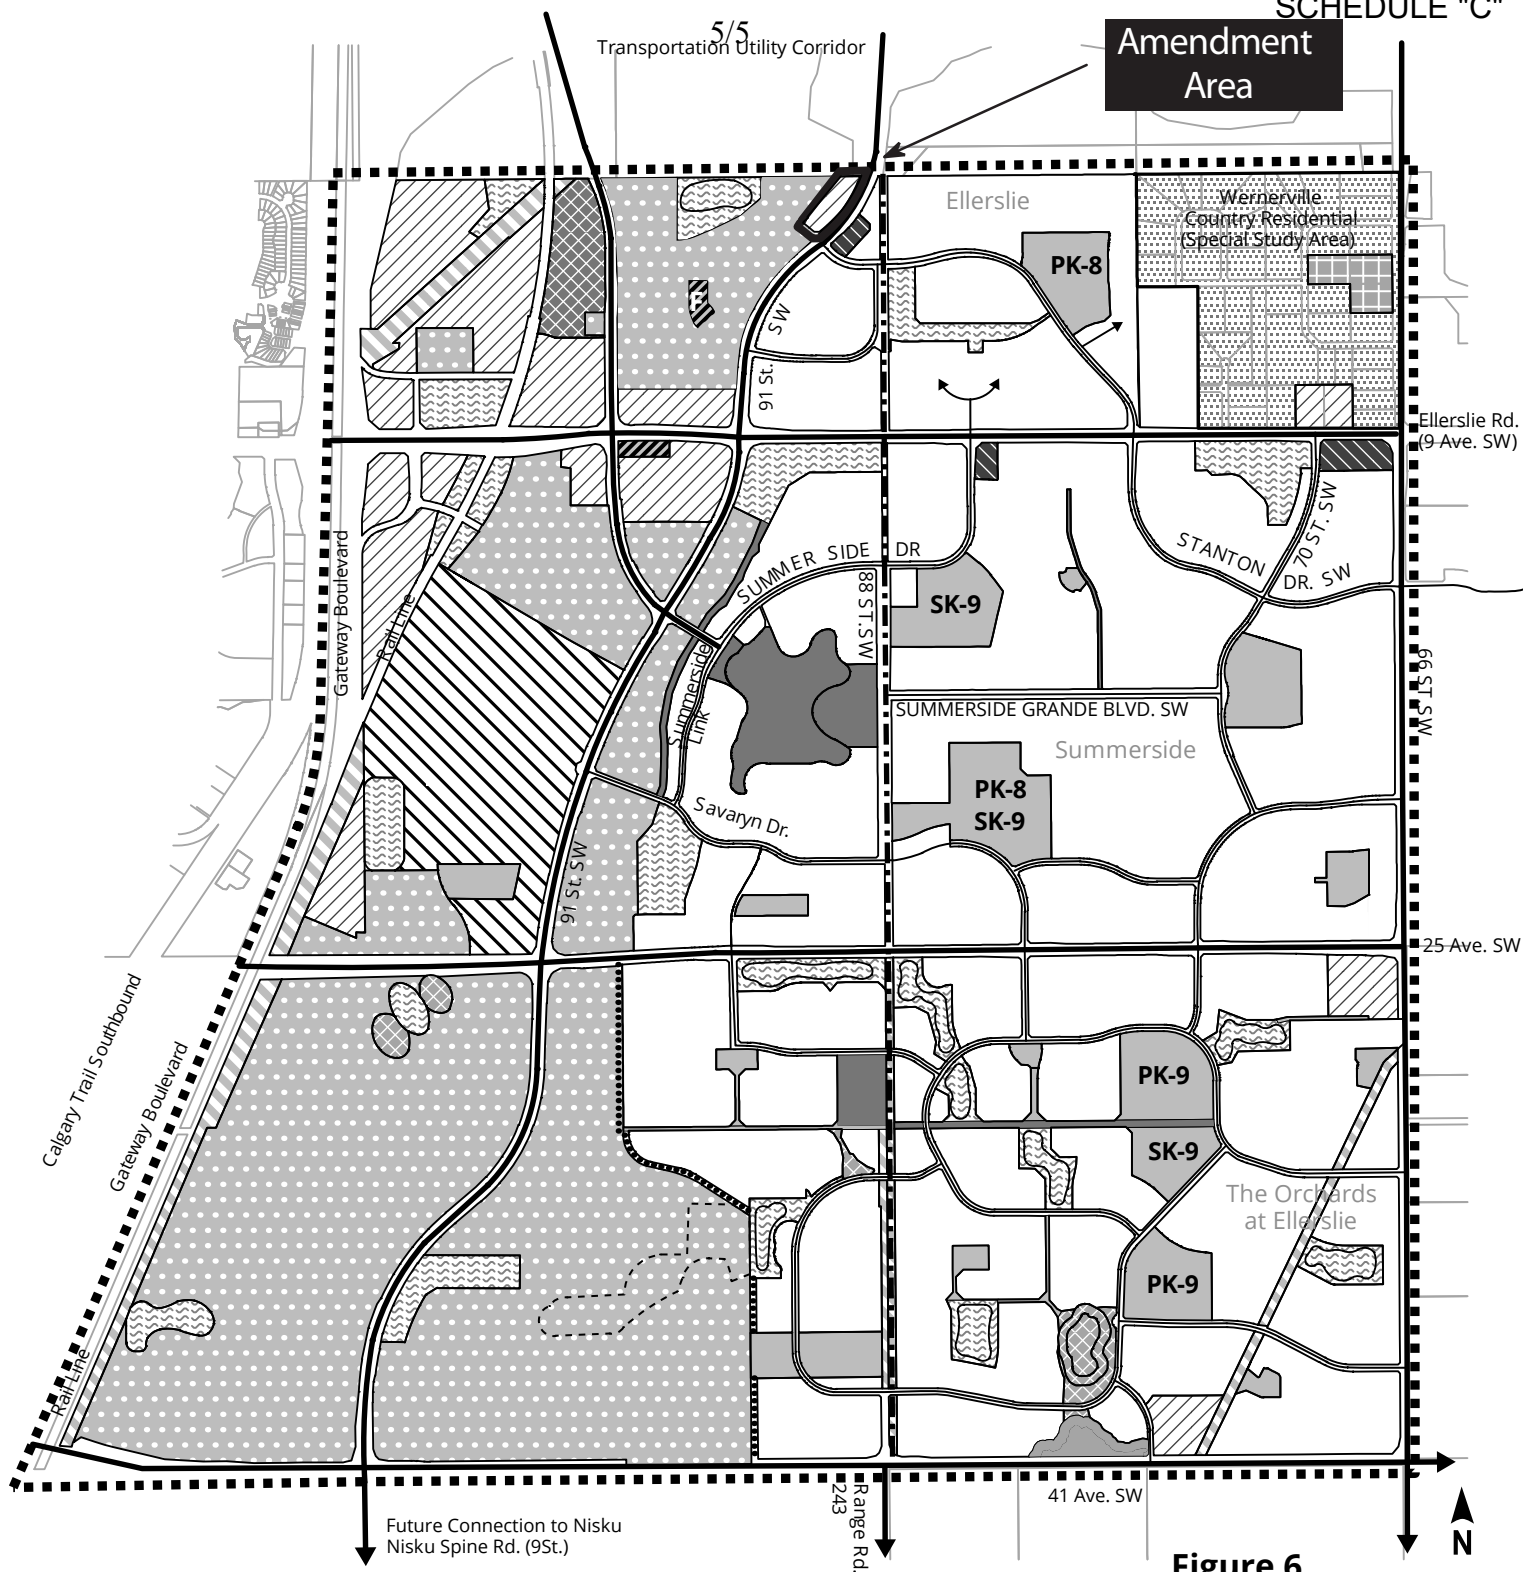 SCHEDULE "C"
5/5
Transportation Utility Corridor
Amendment
Area
Ellerslie
Wernerville
Country Residential
(Special Study Area)
PK-8
SW
91 St.
Ellerslie Rd.
(9 Ave. SW)
Gateway Boulevard
Rail Line
SUMMER SIDE DR
88 ST. SW
SK-9
STANTON DR. SW
70 ST. SW
66 ST SW
Summerside
Link
SUMMERSIDE GRANDE BLVD. SW
Summerside
PK-8
SK-9
Savaryn Dr.
91 St. SW
25 Ave. SW
Calgary Trail Southbound
Gateway Boulevard
PK-9
SK-9
The Orchards
at Ellerslie
PK-9
Rail Line
41 Ave. SW
Range Rd.
243
Future Connection to Nisku
Nisku Spine Rd. (9St.)
N
Figure 6